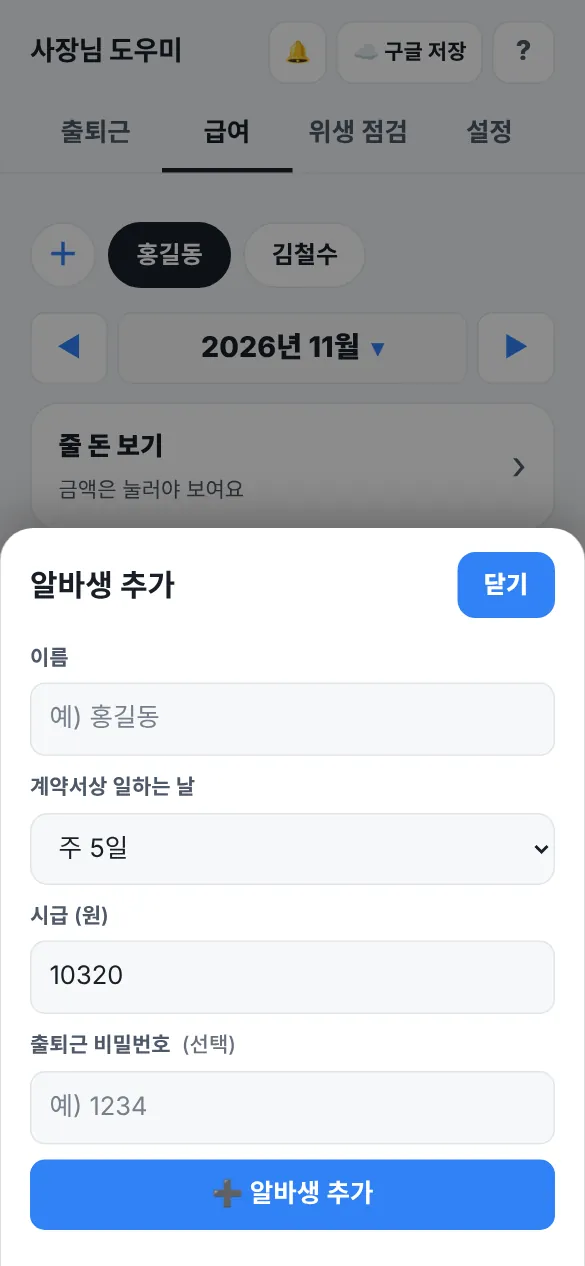 사장님 도우미
🔔
☁️ 구글 저장
?
출퇴근
급여
위생 점검
설정
+
홍길동
김철수
◀
2026년 11월 ▼
▶
줄 돈 보기
금액은 눌러야 보여요
›
알바생 추가
닫기
이름
예) 홍길동
계약서상 일하는 날
주 5일
시급 (원)
10320
출퇴근 비밀번호 (선택)
예) 1234
➕ 알바생 추가